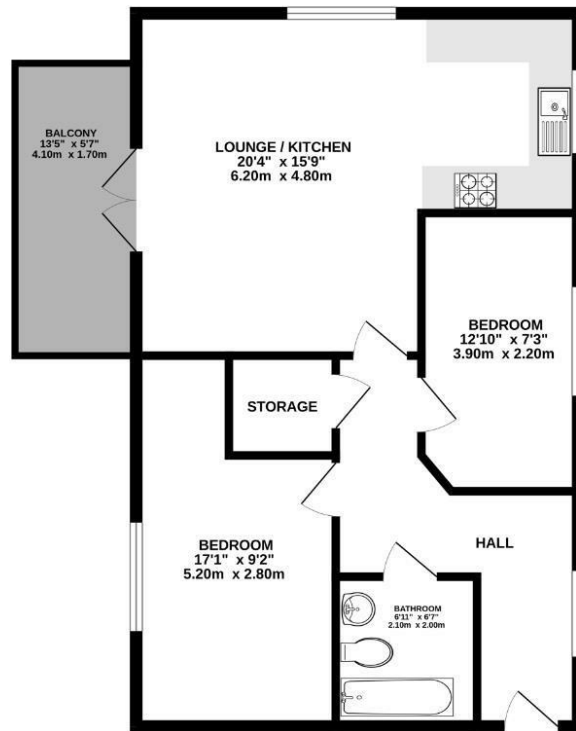 BALCONY
13'5" x 5'7"
4.10m x 1.70m
LOUNGE / KITCHEN
20'4" x 15'9"
6.20m x 4.80m
BEDROOM
12'10" x 7'3"
3.90m x 2.20m
STORAGE
BEDROOM
17'1" x 9'2"
5.20m x 2.80m
HALL
BATHROOM
6'11" x 6'7"
2.10m x 2.00m